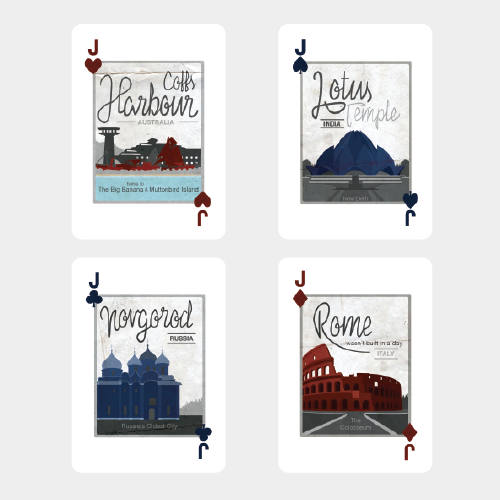 J
Coffs
Harbour
AUSTRALIA
home to
The Big Banana & Muttonbird Island
J
J
Lotus
INDIA
Temple
New Delhi
J
J
Novgorod
RUSSIA
Russia's Oldest City
J
J
Rome
wasn't built in a day
ITALY
The
Colosseum
J